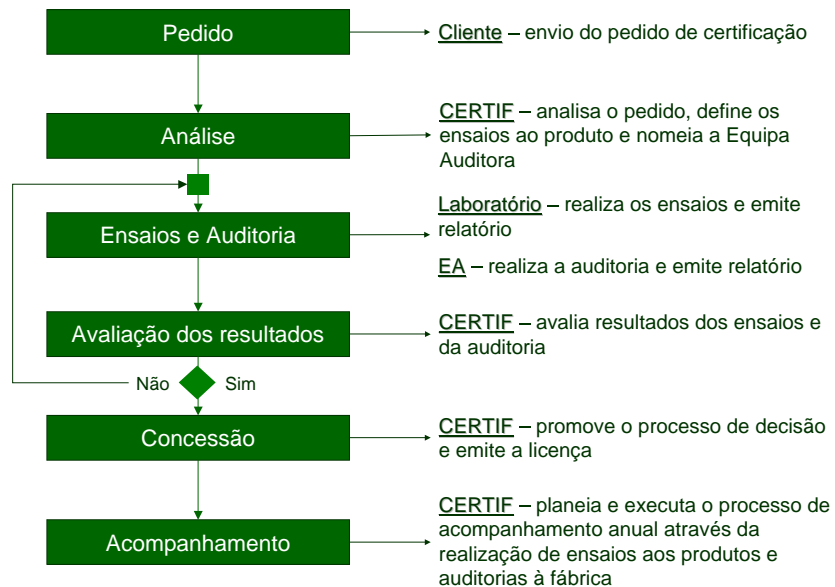 Pedido
Cliente – envio do pedido de certificação
Análise
CERTIF – analisa o pedido, define os
ensaios ao produto e nomeia a Equipa
Auditora
Ensaios e Auditoria
Laboratório – realiza os ensaios e emite
relatório
EA – realiza a auditoria e emite relatório
Avaliação dos resultados
CERTIF – avalia resultados dos ensaios e
da auditoria
Não
Sim
Concessão
CERTIF – promove o processo de decisão
e emite a licença
Acompanhamento
CERTIF – planeia e executa o processo de
acompanhamento anual através da
realização de ensaios aos produtos e
auditorias à fábrica